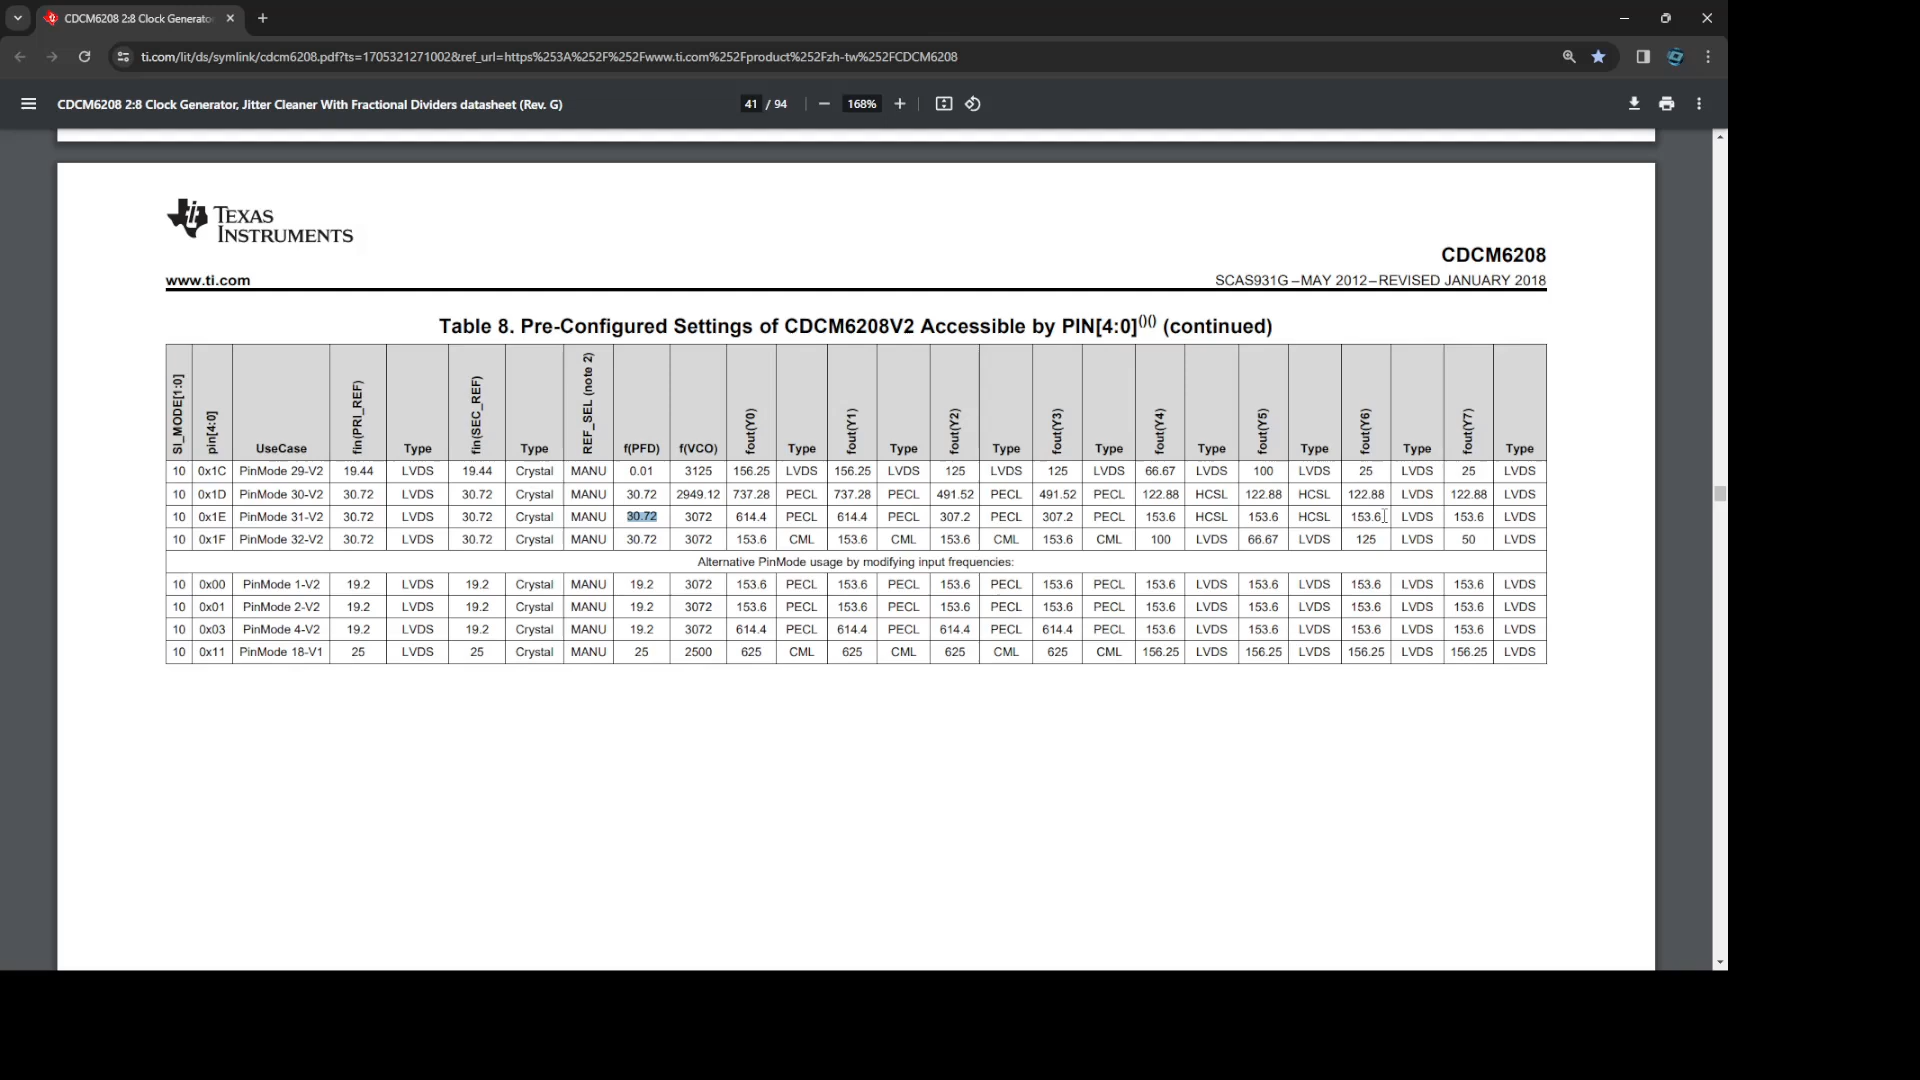 CDCM6208 2:8 Clock Generato
ti.com/lit/ds/symlink/cdcm6208.pdf?ts=1705321271002&ref_url=https%253A%252F%252Fwww.ti.com%252Fproduct%252Fzh-tw%252FCDCM6208
CDCM6208 2:8 Clock Generator, Jitter Cleaner With Fractional Dividers datasheet (Rev. G) 41 / 94 168%
TEXAS
INSTRUMENTS
CDCM6208
www.ti.com SCAS931G –MAY 2012–REVISED JANUARY 2018
Table 8. Pre-Configured Settings of CDCM6208V2 Accessible by PIN[4:0]()() (continued)
SI_MODE[1:0] pin[4:0] UseCase fin(PRI_REF) Type fin(SEC_REF) Type REF_SEL (note 2) f(PFD) f(VCO) fout(Y0) Type fout(Y1) Type fout(Y2) Type fout(Y3) Type fout(Y4) Type fout(Y5) Type fout(Y6) Type fout(Y7) Type
10 0x1C PinMode 29-V2 19.44 LVDS 19.44 Crystal MANU 0.01 3125 156.25 LVDS 156.25 LVDS 125 LVDS 125 LVDS 66.67 LVDS 100 LVDS 25 LVDS 25 LVDS
10 0x1D PinMode 30-V2 30.72 LVDS 30.72 Crystal MANU 30.72 2949.12 737.28 PECL 737.28 PECL 491.52 PECL 491.52 PECL 122.88 HCSL 122.88 HCSL 122.88 LVDS 122.88 LVDS
10 0x1E PinMode 31-V2 30.72 LVDS 30.72 Crystal MANU 30.72 3072 614.4 PECL 614.4 PECL 307.2 PECL 307.2 PECL 153.6 HCSL 153.6 HCSL 153.6 LVDS 153.6 LVDS
10 0x1F PinMode 32-V2 30.72 LVDS 30.72 Crystal MANU 30.72 3072 153.6 CML 153.6 CML 153.6 CML 153.6 CML 100 LVDS 66.67 LVDS 125 LVDS 50 LVDS
Alternative PinMode usage by modifying input frequencies:
10 0x00 PinMode 1-V2 19.2 LVDS 19.2 Crystal MANU 19.2 3072 153.6 PECL 153.6 PECL 153.6 PECL 153.6 PECL 153.6 LVDS 153.6 LVDS 153.6 LVDS 153.6 LVDS
10 0x01 PinMode 2-V2 19.2 LVDS 19.2 Crystal MANU 19.2 3072 153.6 PECL 153.6 PECL 153.6 PECL 153.6 PECL 153.6 LVDS 153.6 LVDS 153.6 LVDS 153.6 LVDS
10 0x03 PinMode 4-V2 19.2 LVDS 19.2 Crystal MANU 19.2 3072 614.4 PECL 614.4 PECL 614.4 PECL 614.4 PECL 153.6 LVDS 153.6 LVDS 153.6 LVDS 153.6 LVDS
10 0x11 PinMode 18-V1 25 LVDS 25 Crystal MANU 25 2500 625 CML 625 CML 625 CML 625 CML 156.25 LVDS 156.25 LVDS 156.25 LVDS 156.25 LVDS